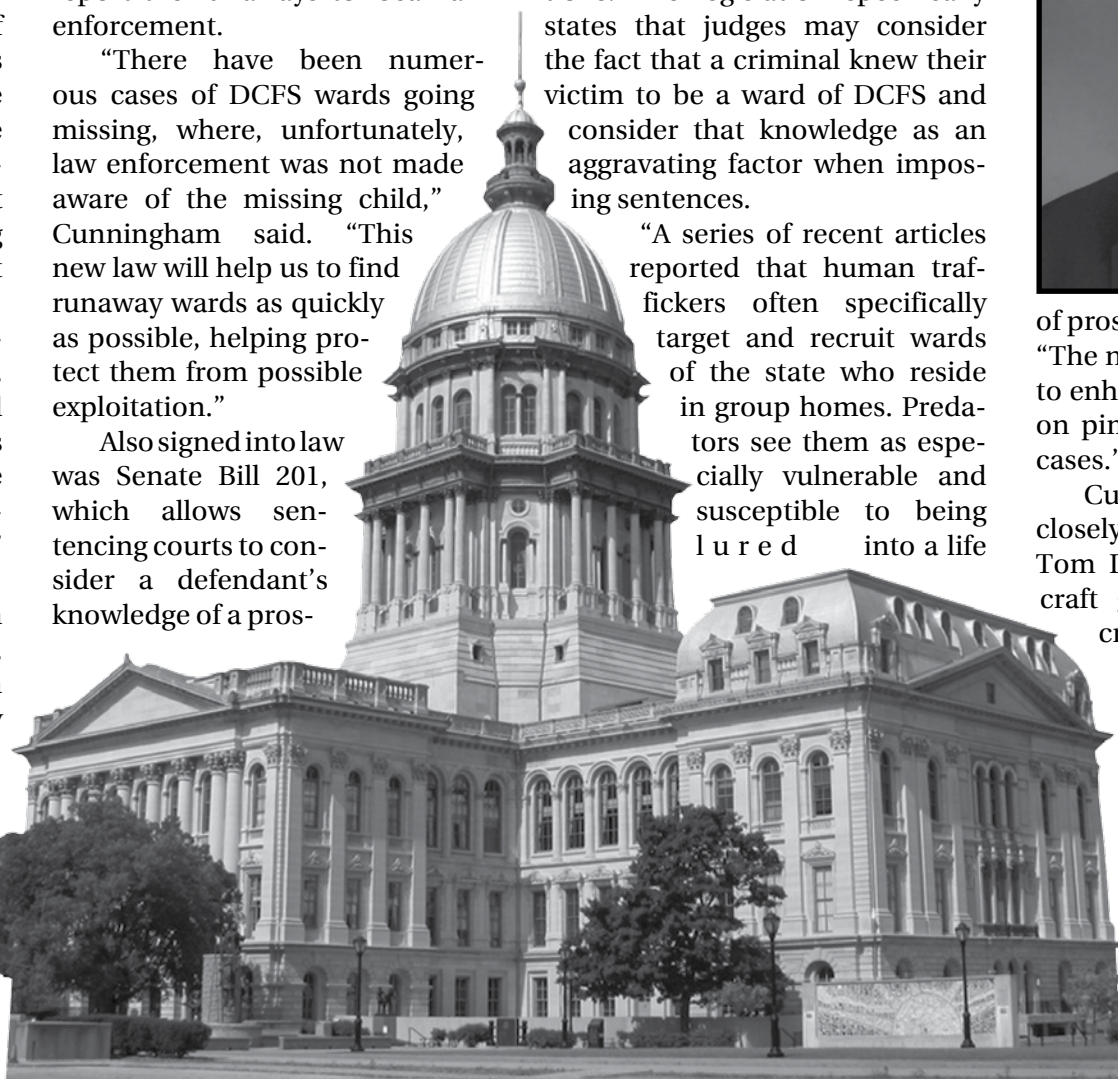 enforcement.
“There have been numer-
ous cases of DCFS wards going
missing, where, unfortunately,
law enforcement was not made
aware of the missing child,”
Cunningham said. “This
new law will help us to find
runaway wards as quickly
as possible, helping pro-
tect them from possible
exploitation.”
Also signed into law
was Senate Bill 201,
which allows sen-
tencing courts to con-
sider a defendant’s
knowledge of a pros-
states that judges may consider
the fact that a criminal knew their
victim to be a ward of DCFS and
consider that knowledge as an
aggravating factor when impos-
ing sentences.
“A series of recent articles
reported that human traf-
fickers often specifically
target and recruit wards
of the state who reside
in group homes. Preda-
tors see them as espe-
cially vulnerable and
susceptible to being
lured into a life
of
“The
to
on
cases.”
closely
Tom
craft